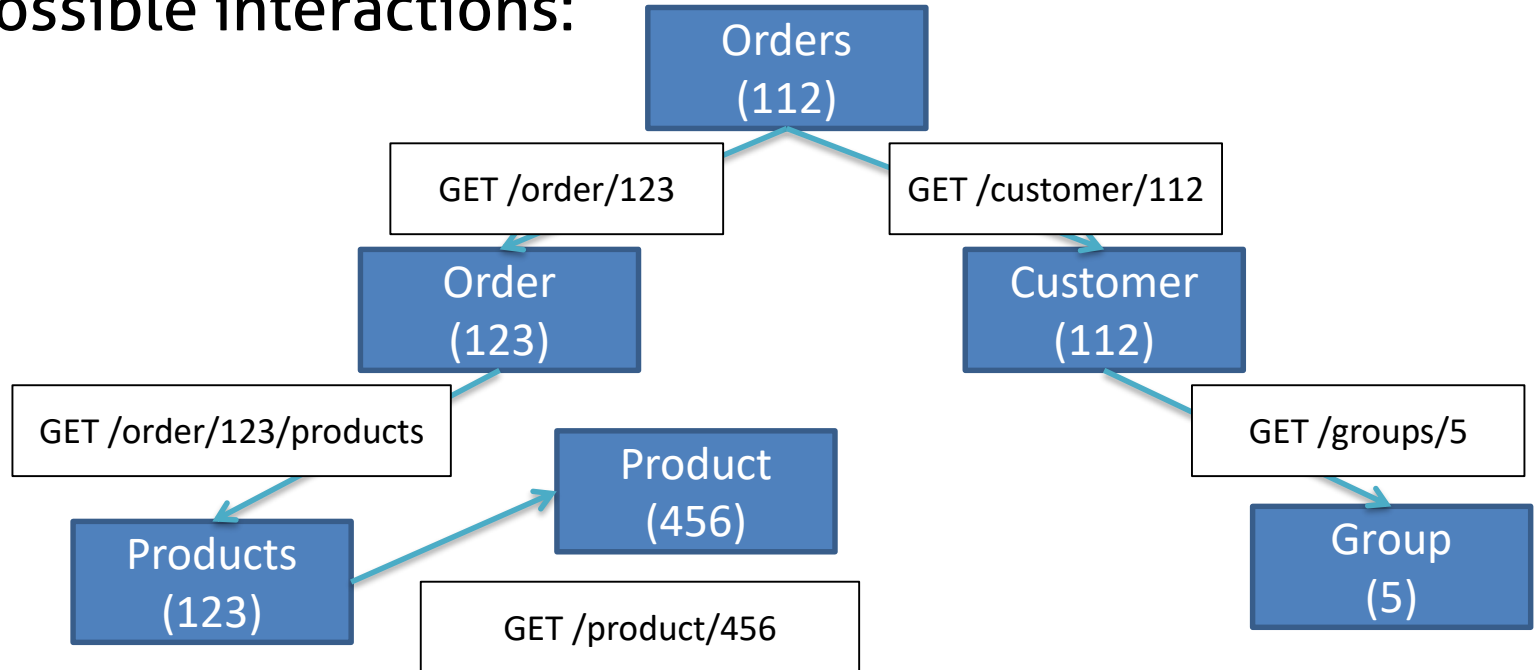 ossible interactions:
Orders
(112)
GET /order/123
GET /customer/112
Order
(123)
Customer
(112)
GET /order/123/products
GET /groups/5
Product
(456)
Products
(123)
Group
(5)
GET /product/456